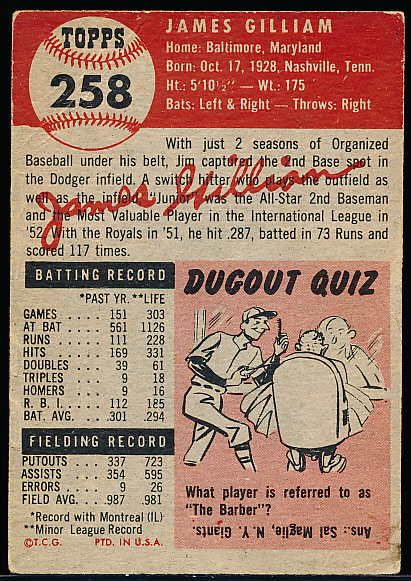 TOPPS
258
JAMES GILLIAM
Home: Baltimore, Maryland
Born: Oct. 17, 1928, Nashville, Tenn.
Ht.: 5'10½" — Wt.: 175
Bats: Left & Right — Throws: Right
With just 2 seasons of Organized
Baseball under his belt, Jim captured the 2nd Base spot in
the Dodger infield. A switch hitter who plays the outfield as
well as the infield, "Junior" was the All-Star 2nd Baseman
and the Most Valuable Player in the International League in
'52. With the Royals in '51, he hit .287, batted in 73 Runs and
scored 117 times.
James Gilliam
BATTING RECORD
*PAST YR. **LIFE
GAMES . . . . 151 303
AT BAT . . . . 561 1126
RUNS . . . . 111 228
HITS . . . . 169 331
DOUBLES . . . 39 61
TRIPLES . . . 9 18
HOMERS . . . 9 16
R. B. I. . . . . 112 185
BAT. AVG. . . .301 .294
FIELDING RECORD
PUTOUTS . . . . 337 723
ASSISTS . . . . 354 595
ERRORS . . . . 9 26
FIELD AVG. . . .987 .981
*Record with Montreal (IL)
**Minor League Record
©T.C.G. PTD. IN U.S.A.
DUGOUT QUIZ
What player is referred to as
"The Barber"?
Ans.: Sal Maglie, N.Y. Giants.